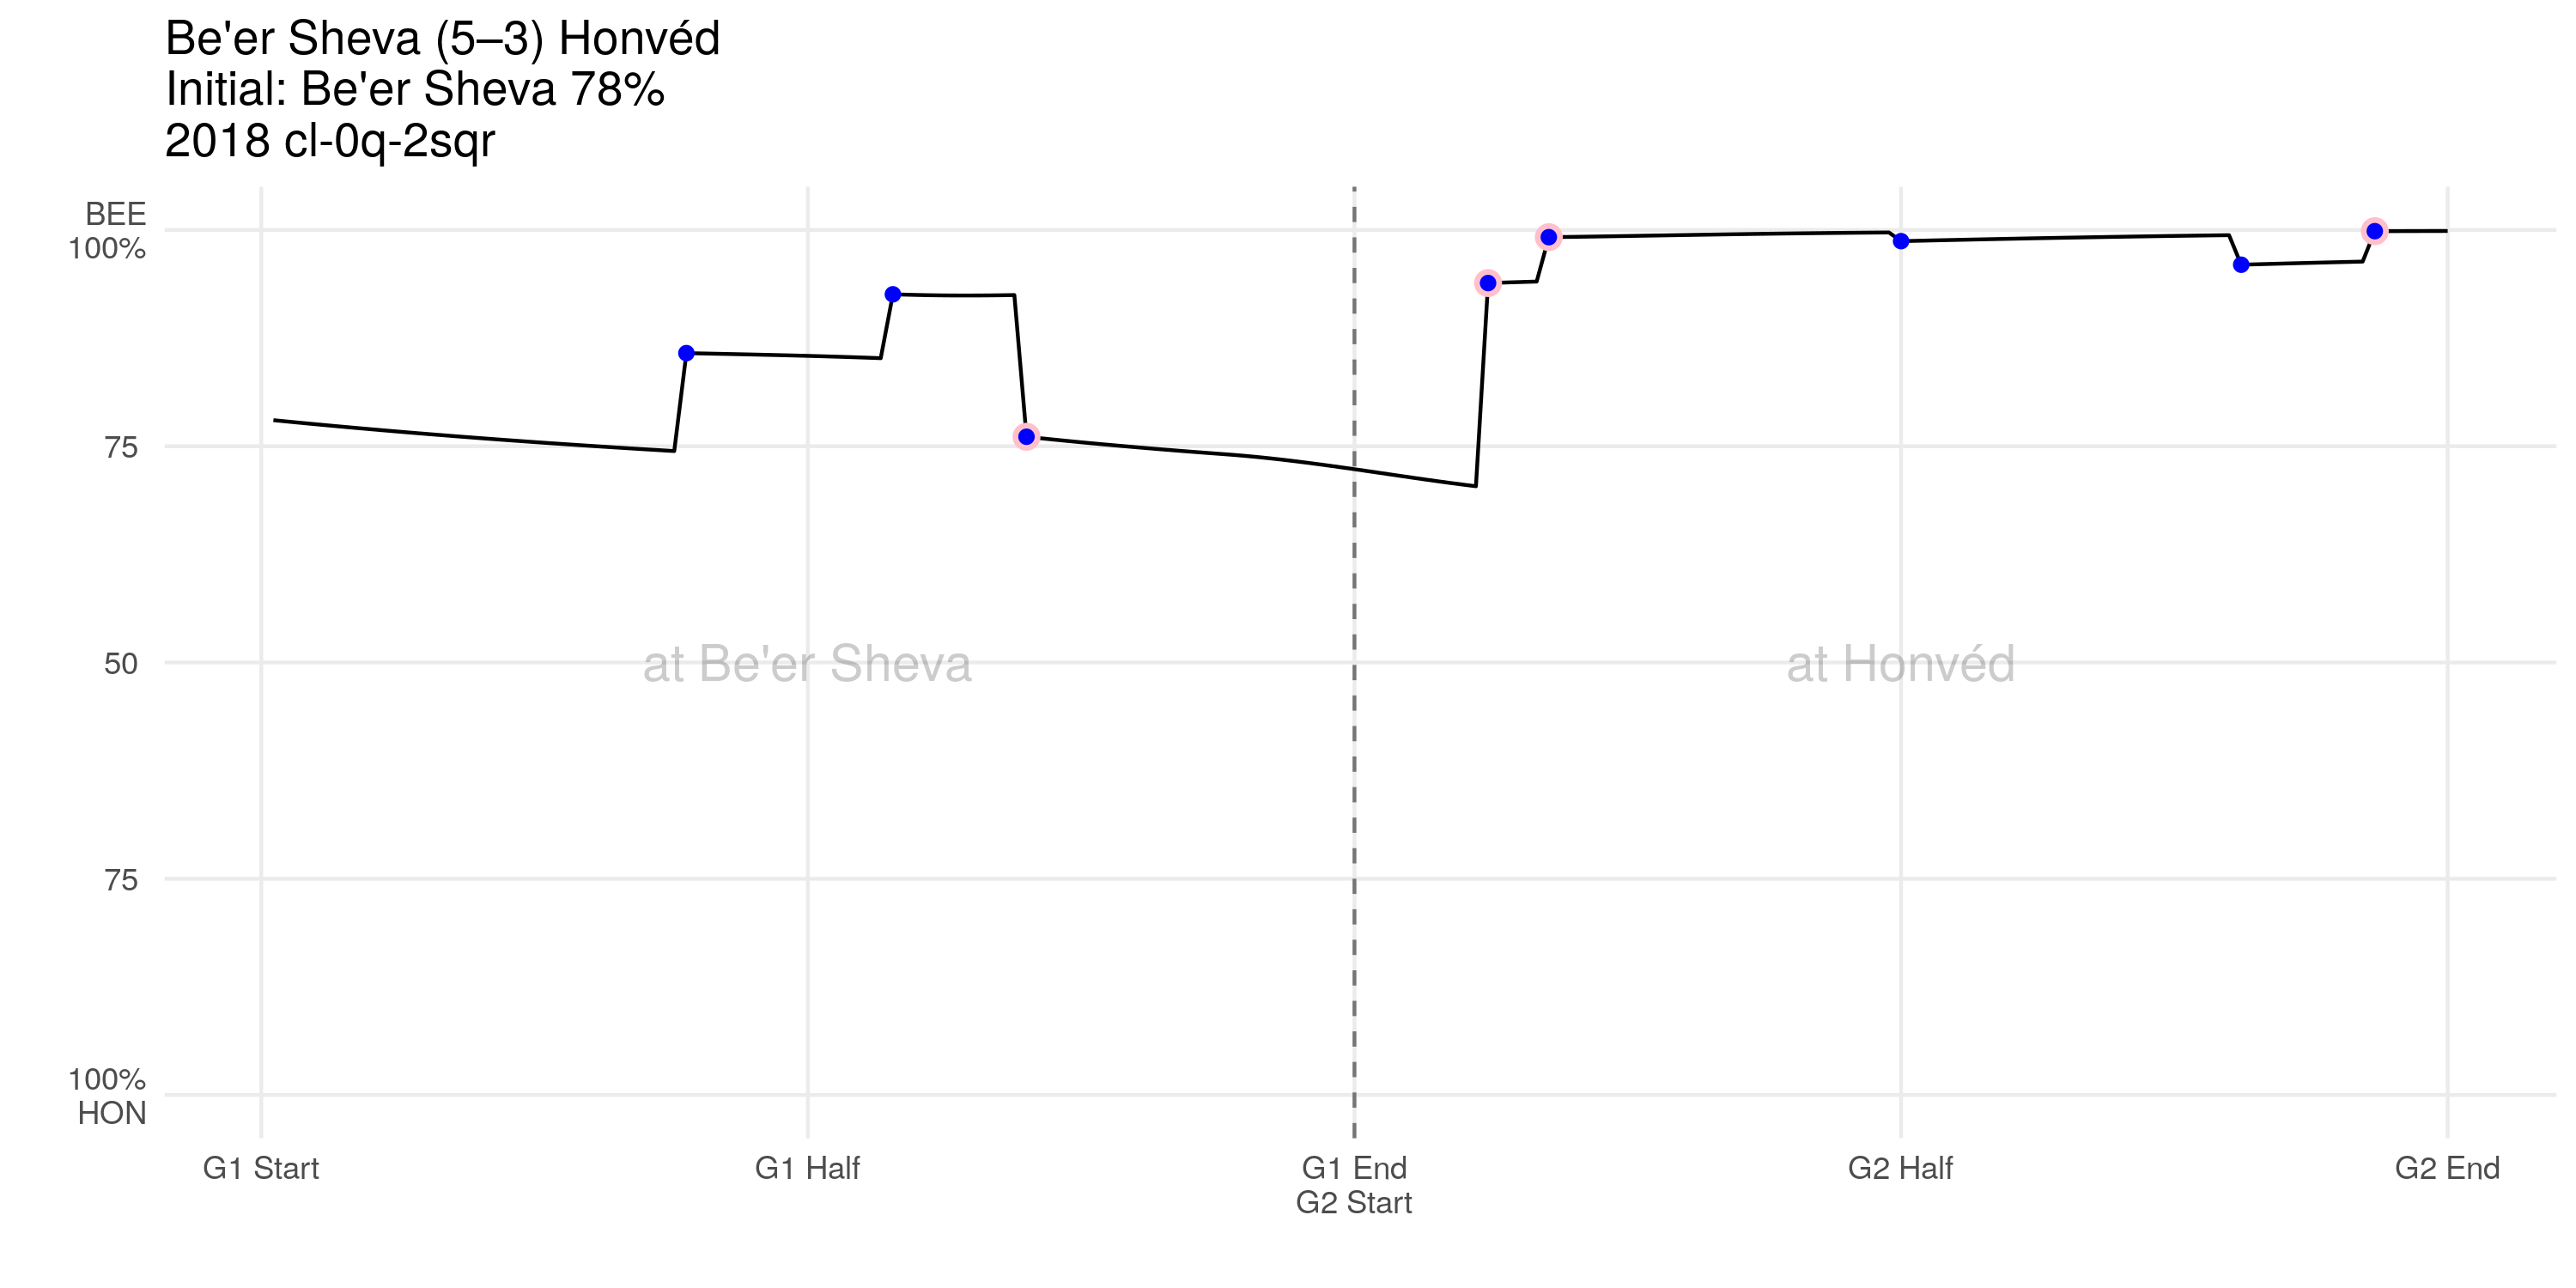 Be'er Sheva (5–3) Honvéd
Initial: Be'er Sheva 78%
2018 cl-0q-2sqr
BEE
100%
75
50
75
100%
HON
at Be'er Sheva
at Honvéd
G1 Start
G1 Half
G1 End
G2 Start
G2 Half
G2 End